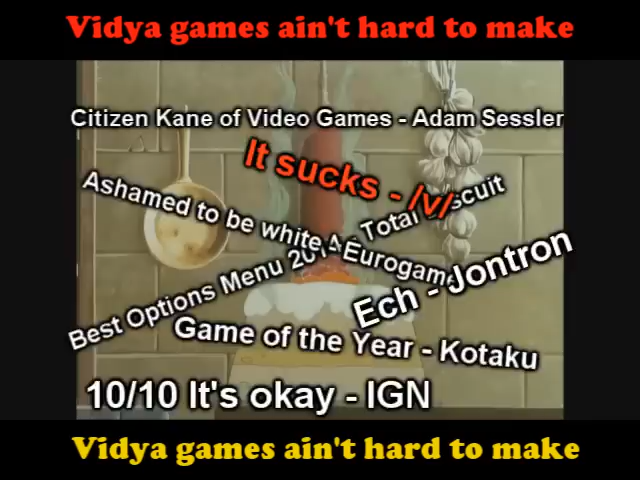 Vidya games ain't hard to make
Citizen Kane of Video Games - Adam Sessler
It sucks - /v/
Ashamed to be white - Eurogam
Best Options Menu - Total scuit
Ech - Jontron
Game of the Year - Kotaku
10/10 It's okay - IGN
Vidya games ain't hard to make